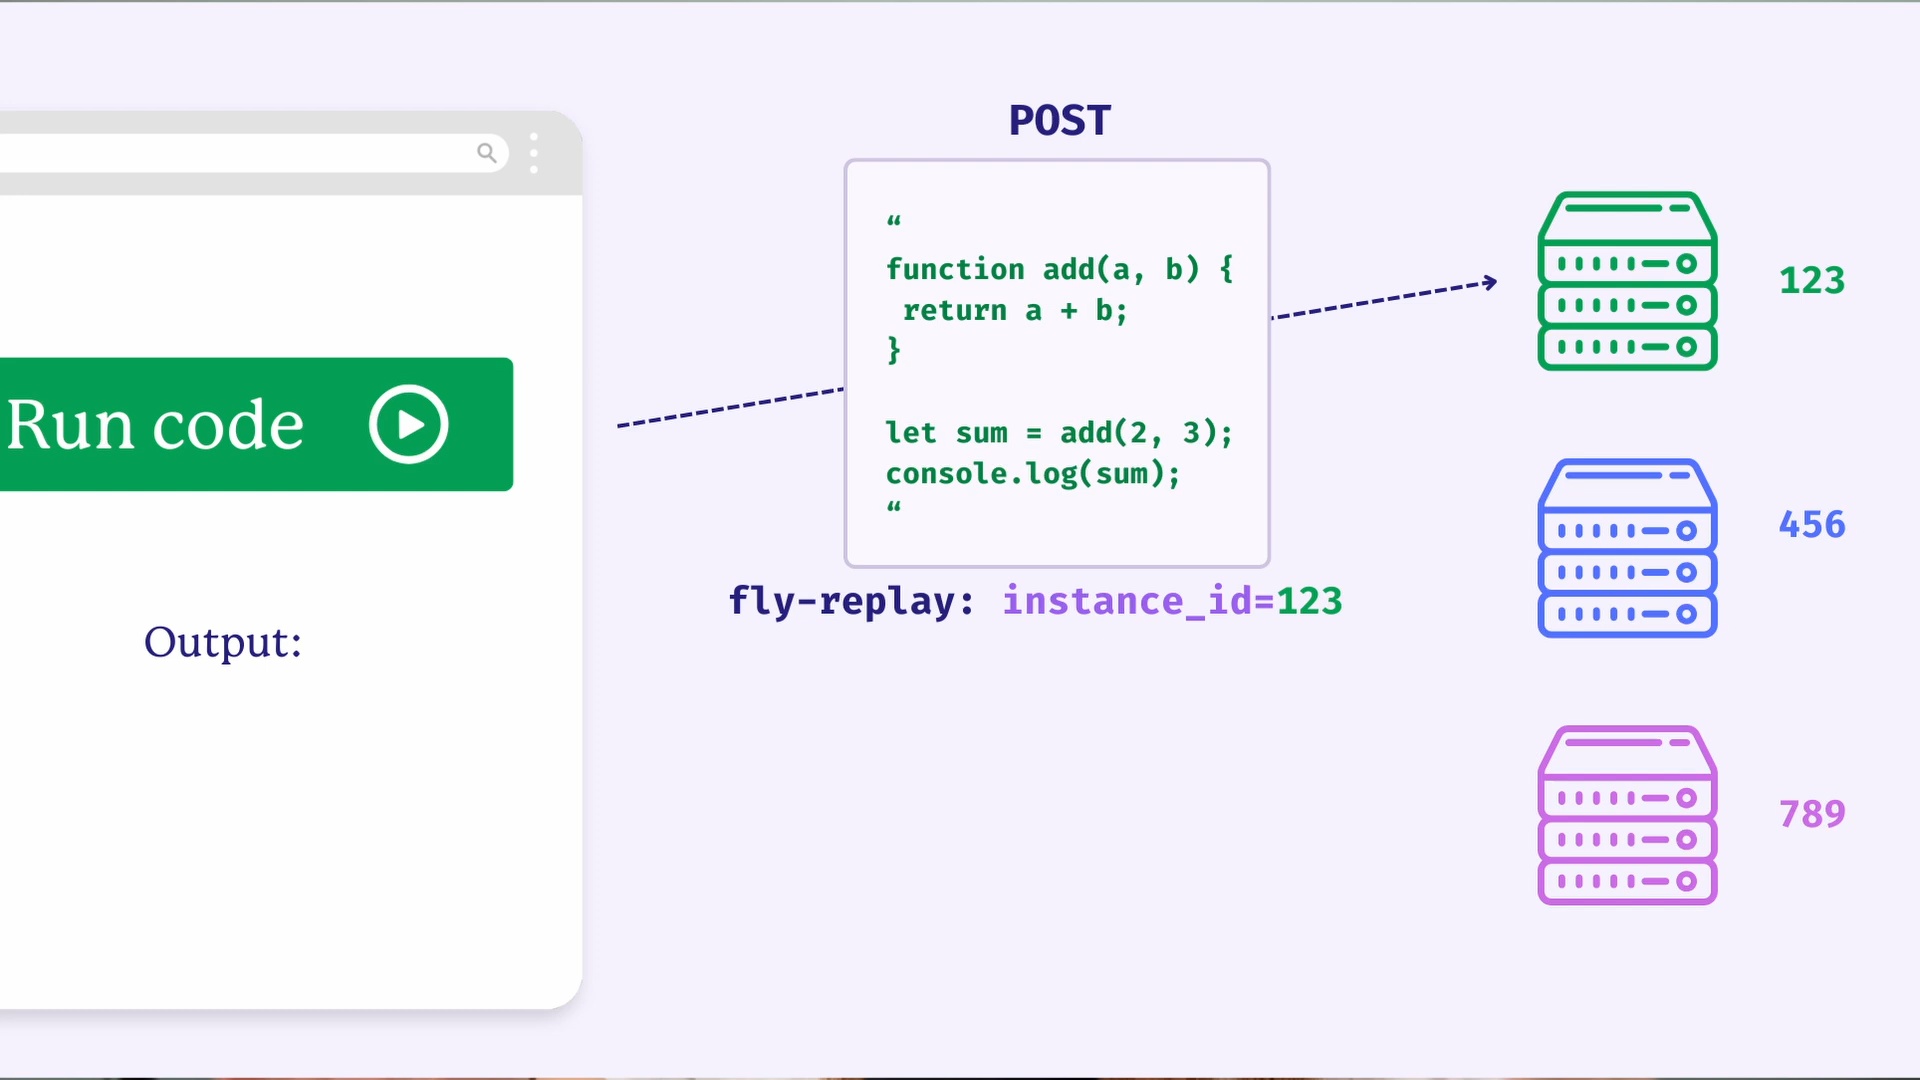 Run code
Output:
POST
“
function add(a, b) {
return a + b;
}
let sum = add(2, 3);
console.log(sum);
“
fly-replay: instance_id=123
123
456
789